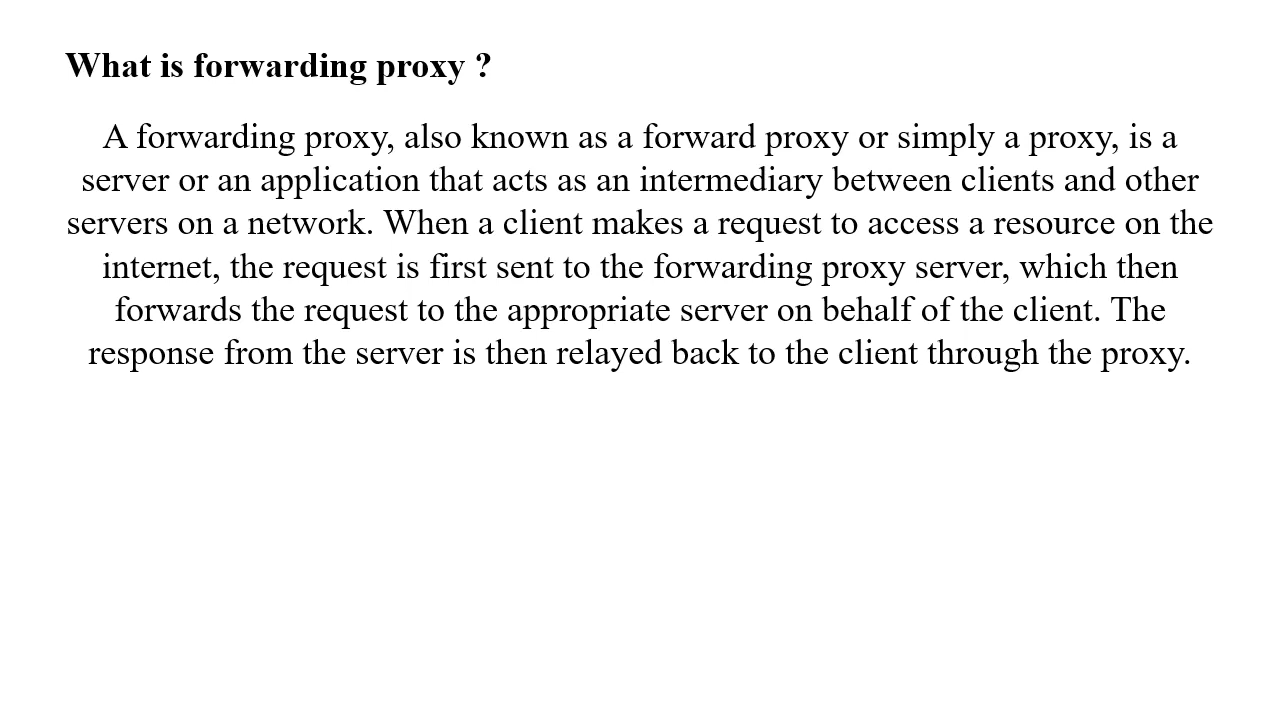 What is forwarding proxy ?
A forwarding proxy, also known as a forward proxy or simply a proxy, is a
server or an application that acts as an intermediary between clients and other
servers on a network. When a client makes a request to access a resource on the
internet, the request is first sent to the forwarding proxy server, which then
forwards the request to the appropriate server on behalf of the client. The
response from the server is then relayed back to the client through the proxy.